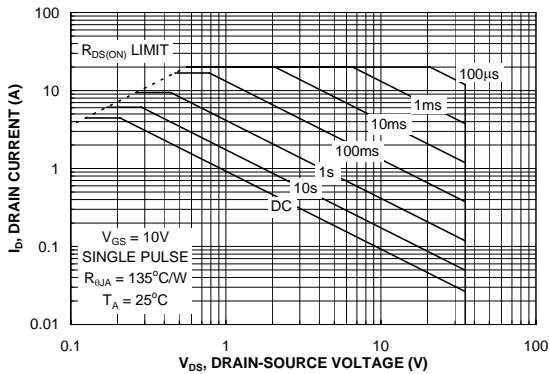 100
10
1
0.1
0.01
I_D, DRAIN CURRENT (A)
R_DS(ON) LIMIT
100µs
1ms
10ms
100ms
1s
10s
DC
V_GS = 10V
SINGLE PULSE
R_θJA = 135°C/W
T_A = 25°C
0.1 1 10 100
V_DS, DRAIN-SOURCE VOLTAGE (V)